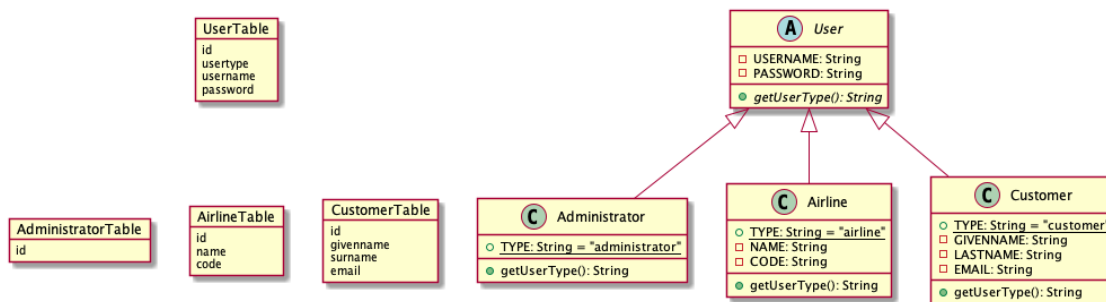 UserTable
id
usertype
username
password
A User
USERNAME: String
PASSWORD: String
getUserType(): String
AdministratorTable
id
AirlineTable
id
name
code
CustomerTable
id
givenname
surname
email
C Administrator
TYPE: String = "administrator"
getUserType(): String
C Airline
TYPE: String = "airline"
NAME: String
CODE: String
getUserType(): String
C Customer
TYPE: String = "customer"
GIVENNAME: String
LASTNAME: String
EMAIL: String
getUserType(): String